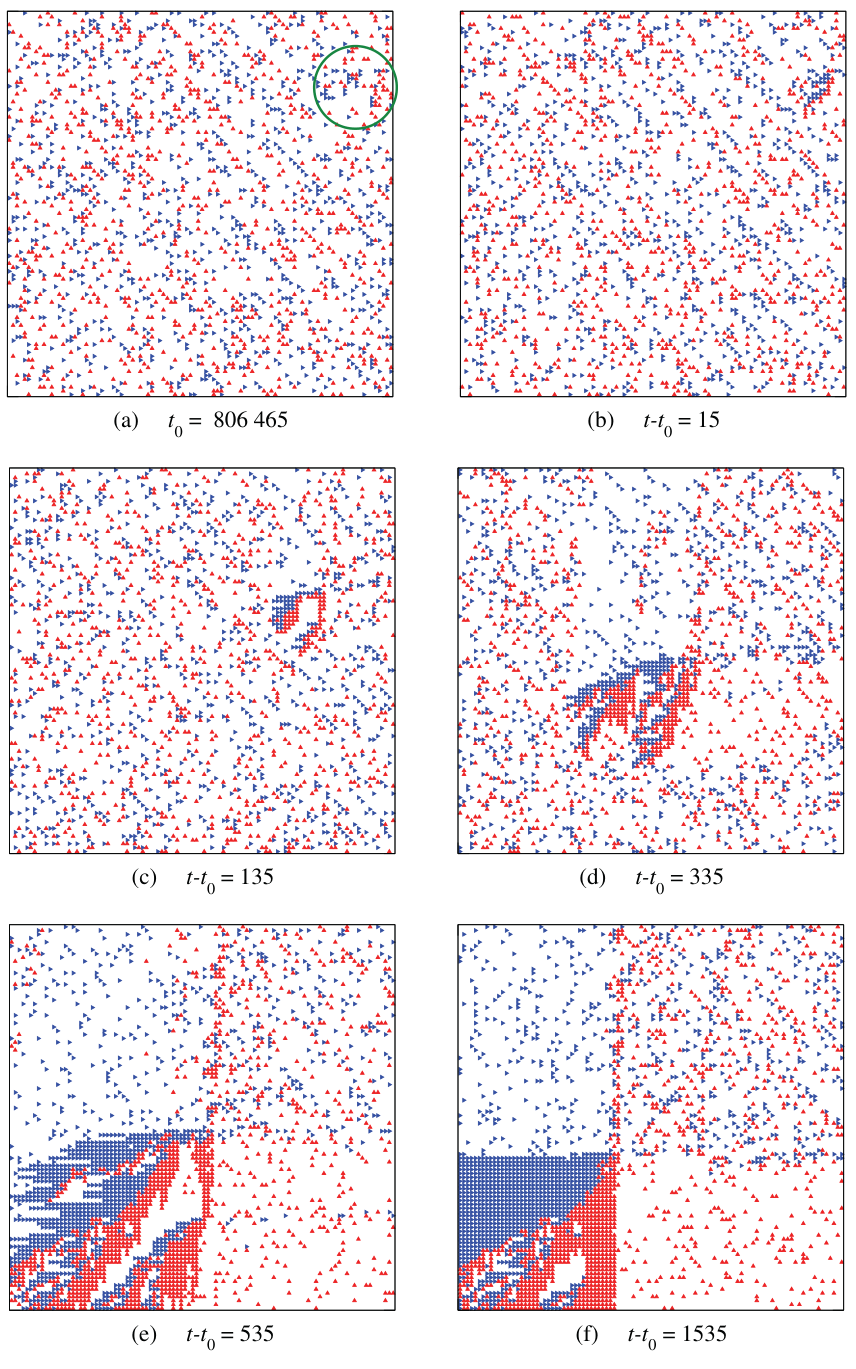 (a) t0 = 806 465
(b) t-t0 = 15
(c) t-t0 = 135
(d) t-t0 = 335
(e) t-t0 = 535
(f) t-t0 = 1535